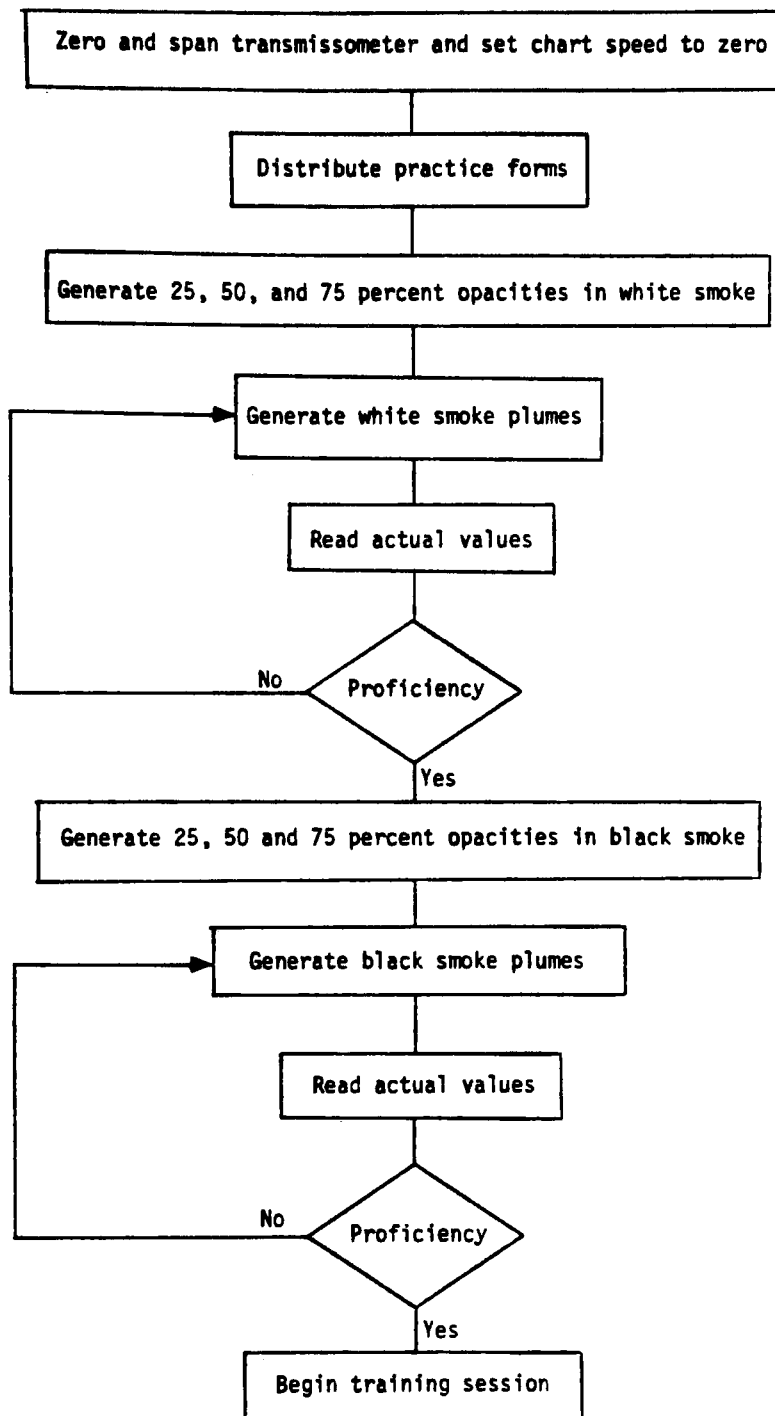 Zero and span transmissometer and set chart speed to zero
Distribute practice forms
Generate 25, 50, and 75 percent opacities in white smoke
Generate white smoke plumes
Read actual values
No
Proficiency
Yes
Generate 25, 50 and 75 percent opacities in black smoke
Generate black smoke plumes
Read actual values
No
Proficiency
Yes
Begin training session